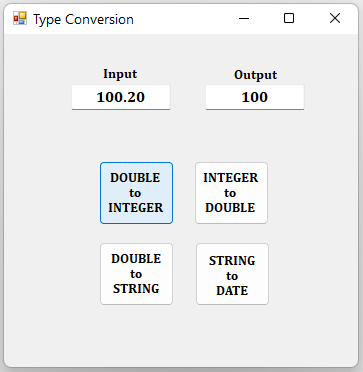 Type Conversion
Input
Output
100.20
100
DOUBLE
to
INTEGER
INTEGER
to
DOUBLE
DOUBLE
to
STRING
STRING
to
DATE